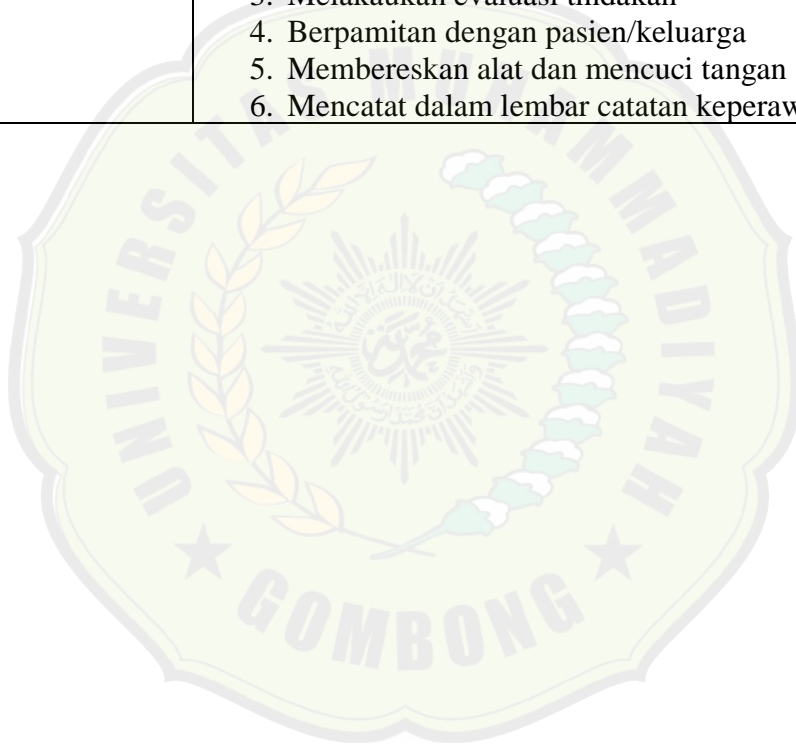 3. Melakaukan evaluasi tindakan
4. Berpamitan dengan pasien/keluarga
5. Membereskan alat dan mencuci tangan
6. Mencatat dalam lembar catatan keperaw
UNIVERSITAS MUHAMMADIYAH
GOMBONG